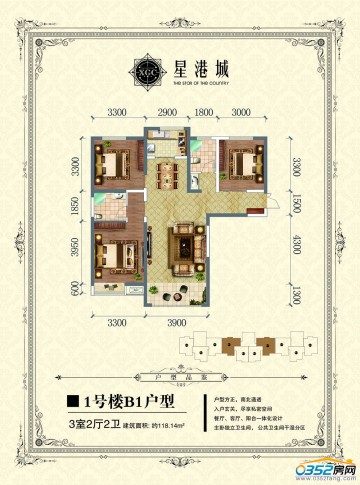 XGC
星港城
THE STOR OF THE COUNTRY
3300 2900 1800 3000
3300 1850 3950 600
3300 1500 4300 1300
3300 3900
户型品鉴
1号楼B1户型
3室2厅2卫 建筑面积: 约118.14m²
户型方正，南北通透
入户玄关，尽享私密空间
餐厅、客厅、阳台一体化设计
主卧独立卫生间，公共卫生间干湿分区
0352房网
www.0352fang.com